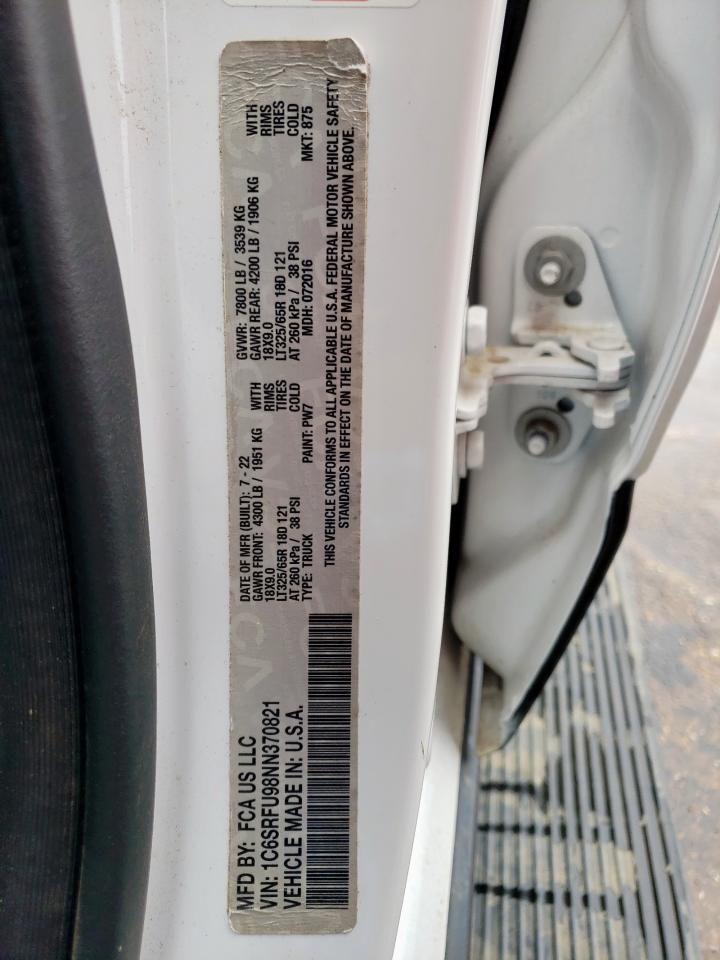 MFD BY: FCA US LLC
DATE OF MFR (BUILT): 7 - 22
GVWR: 7800 LB / 3539 KG
VIN: 1C6SRFU98NN370821
GAWR FRONT: 4300 LB / 1951 KG WITH
GAWR REAR: 4200 LB / 1906 KG WITH
VEHICLE MADE IN: U.S.A.
18X9.0 RIMS
18X9.0 RIMS
LT325/65R 18D 121 TIRES
LT325/65R 18D 121 TIRES
AT 260 kPa / 38 PSI COLD
AT 260 kPa / 38 PSI COLD
TYPE: TRUCK PAINT: PW7 MDH: 072016 MKT: 875
THIS VEHICLE CONFORMS TO ALL APPLICABLE U.S.A. FEDERAL MOTOR VEHICLE SAFETY
STANDARDS IN EFFECT ON THE DATE OF MANUFACTURE SHOWN ABOVE.